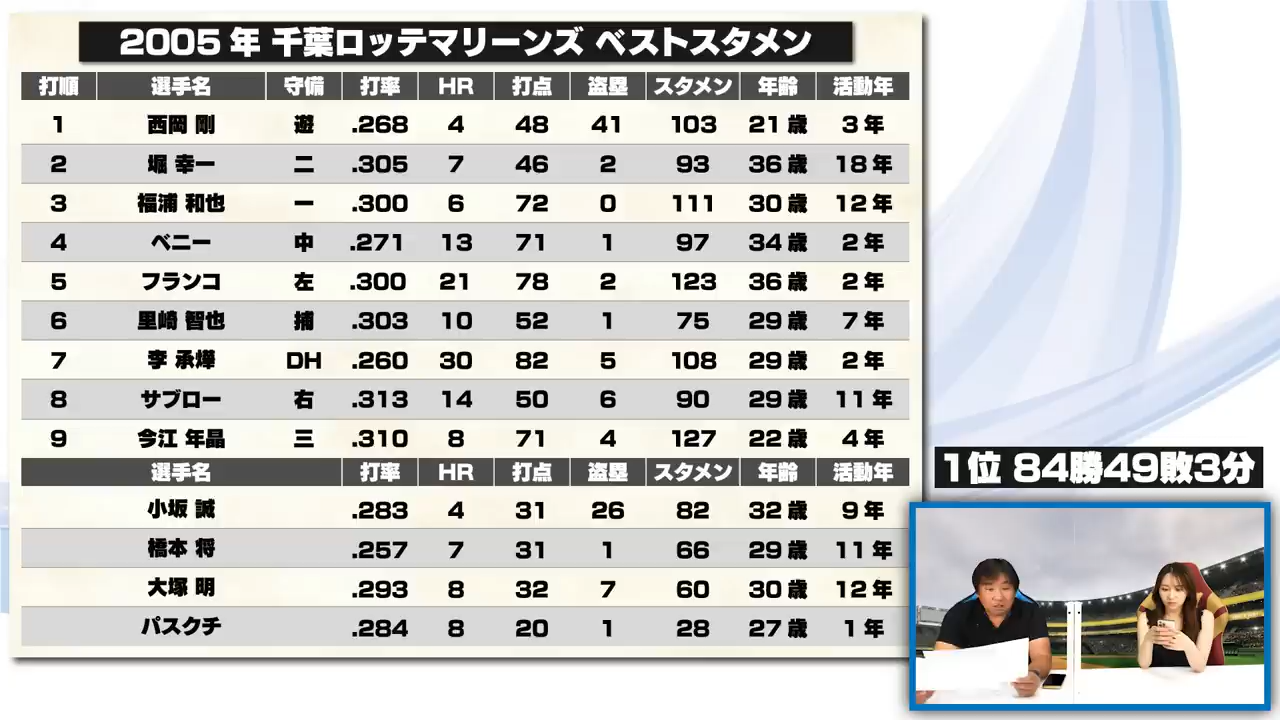 2005年 千葉ロッテマリーンズ ベストスタメン
打順 選手名 守備 打率 HR 打点 盗塁 スタメン 年齢 活動年
1 西岡 剛 遊 .268 4 48 41 103 21歳 3年
2 堀 幸一 二 .305 7 46 2 93 36歳 18年
3 福浦 和也 一 .300 6 72 0 111 30歳 12年
4 ベニー 中 .271 13 71 1 97 34歳 2年
5 フランコ 左 .300 21 78 2 123 36歳 2年
6 里崎 智也 捕 .303 10 52 1 75 29歳 7年
7 李 承燁 DH .260 30 82 5 108 29歳 2年
8 サブロー 右 .313 14 50 6 90 29歳 11年
9 今江 年晶 三 .310 8 71 4 127 22歳 4年
選手名 打率 HR 打点 盗塁 スタメン 年齢 活動年
小坂 誠 .283 4 31 26 82 32歳 9年
橋本 将 .257 7 31 1 66 29歳 11年
大塚 明 .293 8 32 7 60 30歳 12年
パスクチ .284 8 20 1 28 27歳 1年
1位 84勝49敗3分